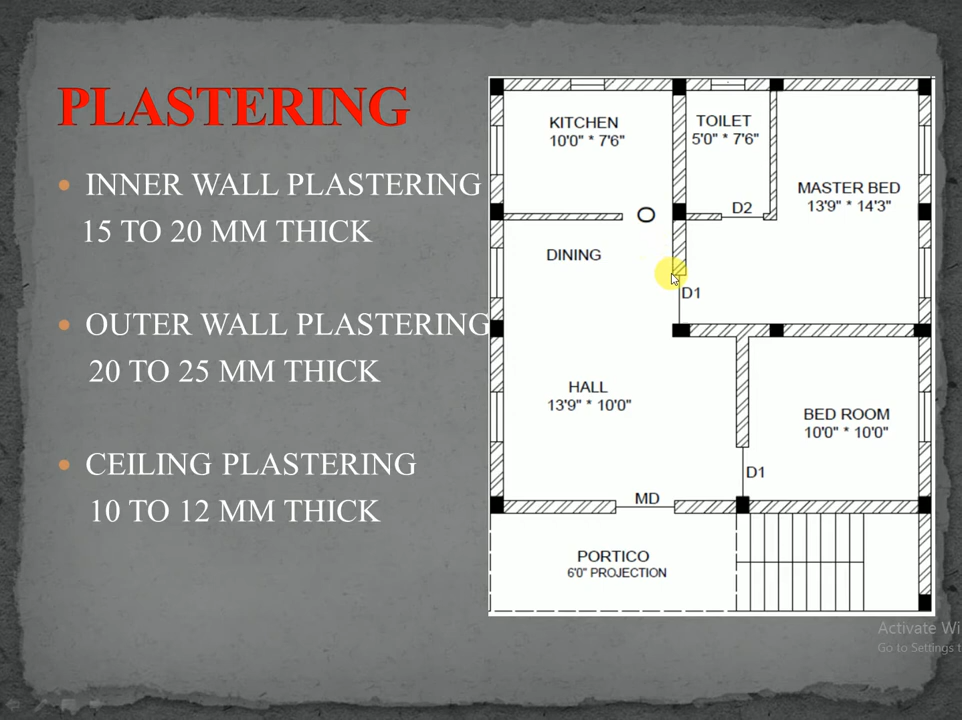 PLASTERING
INNER WALL PLASTERING
15 TO 20 MM THICK
OUTER WALL PLASTERING
20 TO 25 MM THICK
CEILING PLASTERING
10 TO 12 MM THICK
KITCHEN
10'0" * 7'6"
TOILET
5'0" * 7'6"
MASTER BED
13'9" * 14'3"
D2
O
DINING
D1
HALL
13'9" * 10'0"
BED ROOM
10'0" * 10'0"
D1
MD
PORTICO
6'0" PROJECTION
Activate Wi
Go to Settings t